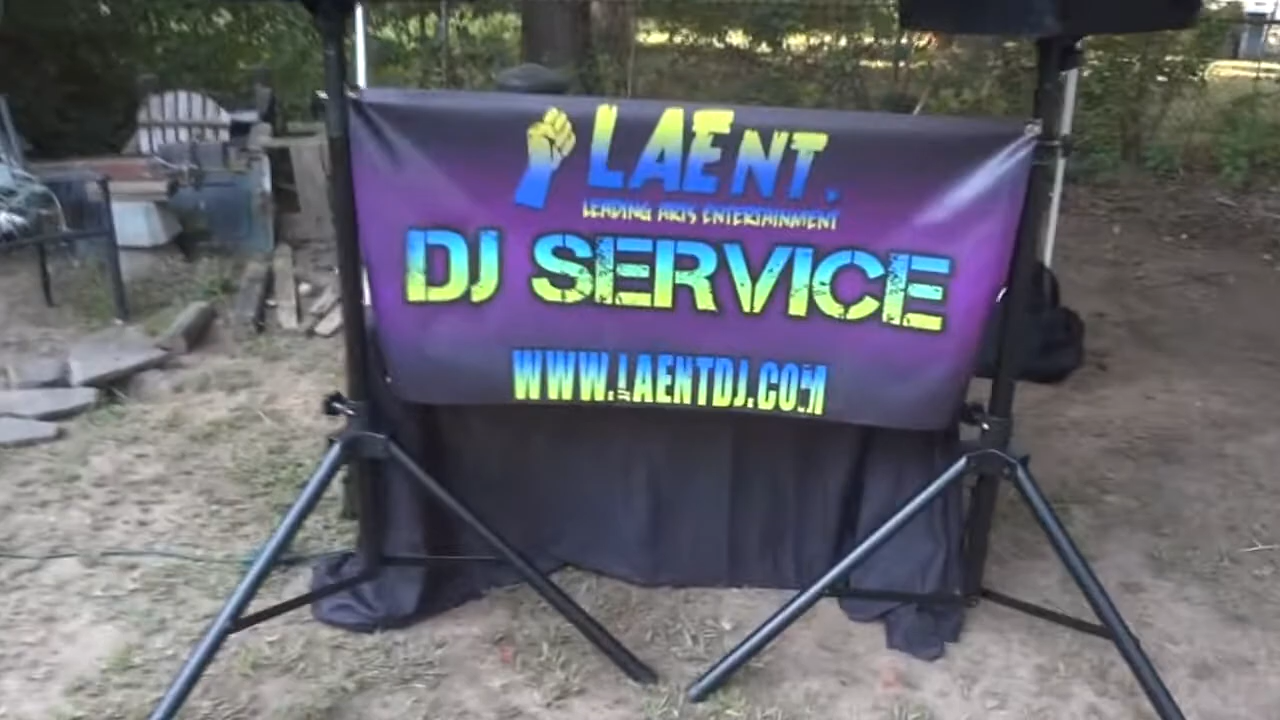 LAENT.
LEADING ARTS ENTERTAINMENT
DJ SERVICE
WWW.LAENTDJ.COM